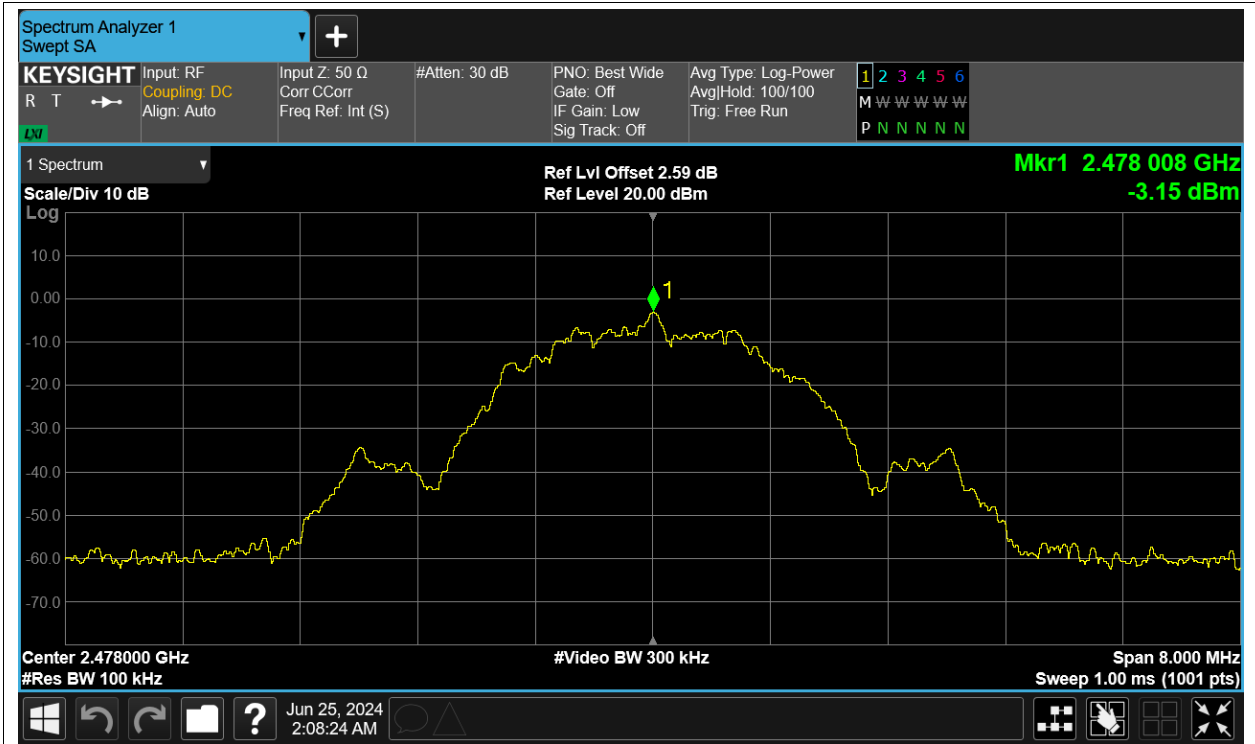 Spectrum Analyzer 1
Swept SA
+
KEYSIGHT
R T
LXI
Input: RF
Coupling: DC
Align: Auto
Input Z: 50 Ω
Corr CCorr
Freq Ref: Int (S)
#Atten: 30 dB
PNO: Best Wide
Gate: Off
IF Gain: Low
Sig Track: Off
Avg Type: Log-Power
Avg|Hold: 100/100
Trig: Free Run
1 2 3 4 5 6
M W W W W W
P N N N N N
1 Spectrum
Scale/Div 10 dB
Log
Ref Lvl Offset 2.59 dB
Ref Level 20.00 dBm
Mkr1 2.478 008 GHz
-3.15 dBm
10.0
0.00
-10.0
-20.0
-30.0
-40.0
-50.0
-60.0
-70.0
1
Center 2.478000 GHz
#Res BW 100 kHz
#Video BW 300 kHz
Span 8.000 MHz
Sweep 1.00 ms (1001 pts)
?
Jun 25, 2024
2:08:24 AM